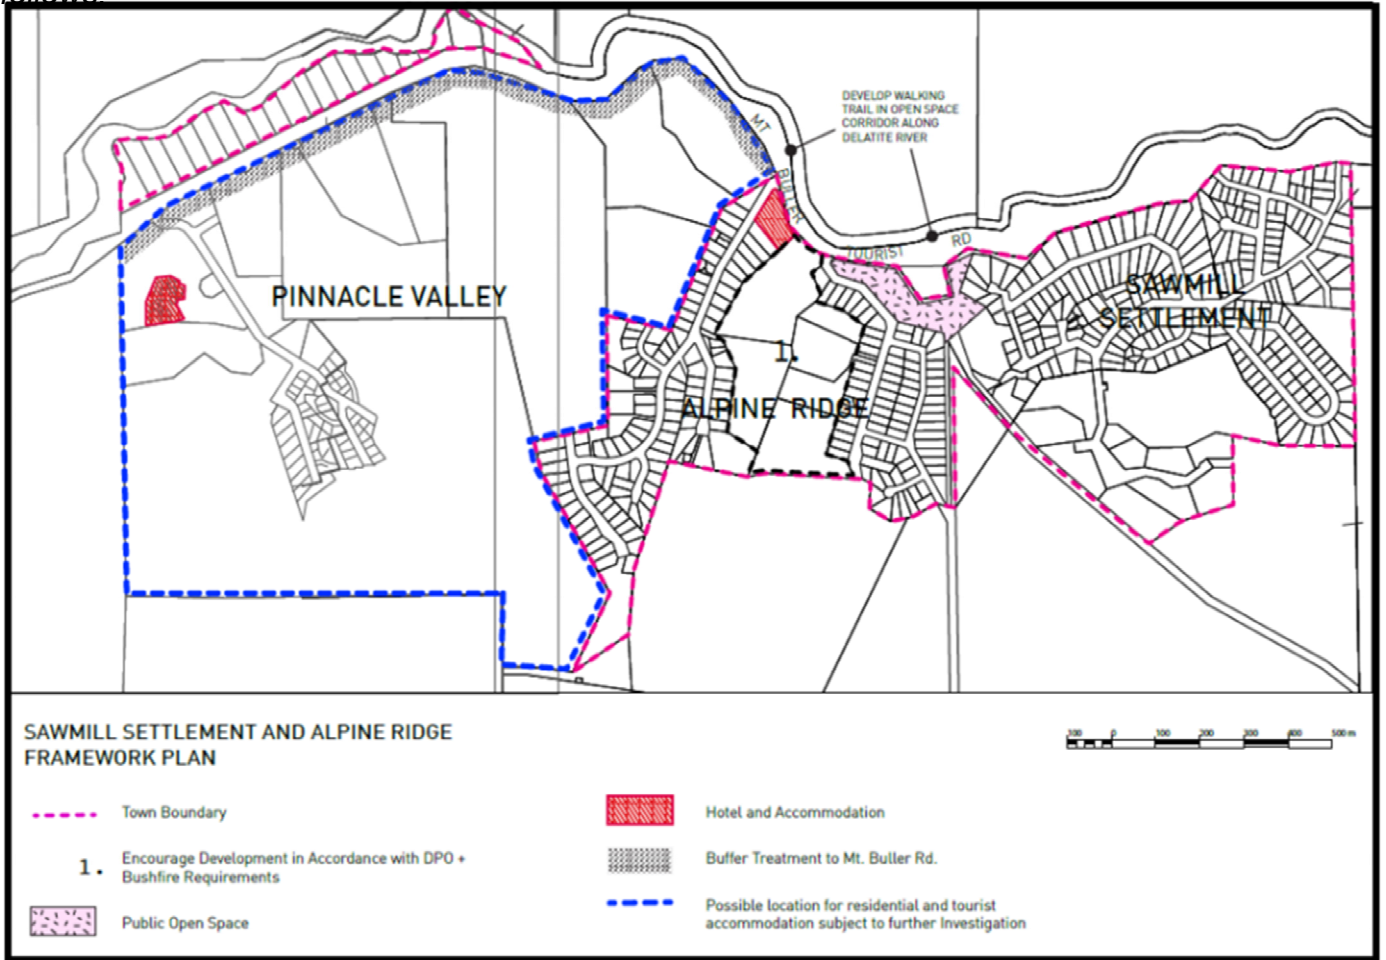 DEVELOP WALKING
TRAIL IN OPEN SPACE
CORRIDOR ALONG
DELATITE RIVER
MT
BULLER
TOURIST
RD
PINNACLE VALLEY
SAWMILL
SETTLEMENT
1.
ALPINE RIDGE
SAWMILL SETTLEMENT AND ALPINE RIDGE
FRAMEWORK PLAN
100 0 100 200 300 400 500 m
Town Boundary
1. Encourage Development in Accordance with DPO +
Bushfire Requirements
Public Open Space
Hotel and Accommodation
Buffer Treatment to Mt. Buller Rd.
Possible location for residential and tourist
accommodation subject to further Investigation